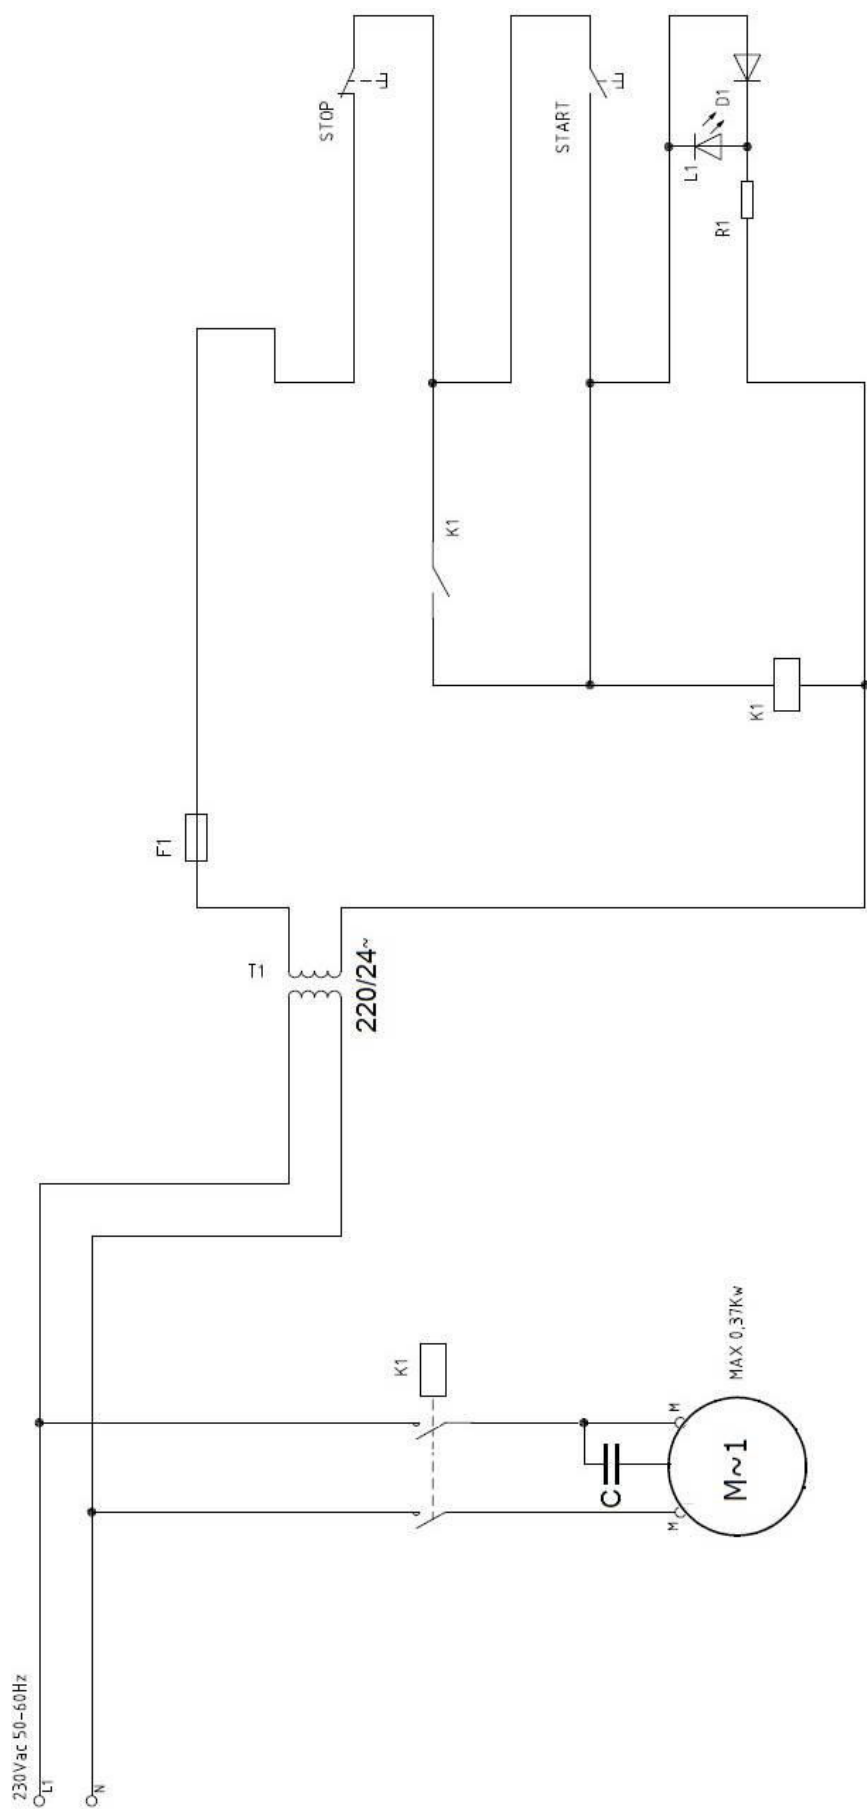 230Vac 50-60Hz
L1
N
K1
C
M
M
M~1
MAX 0,37Kw
T1
220/24~
F1
K1
K1
STOP
START
L1
D1
R1